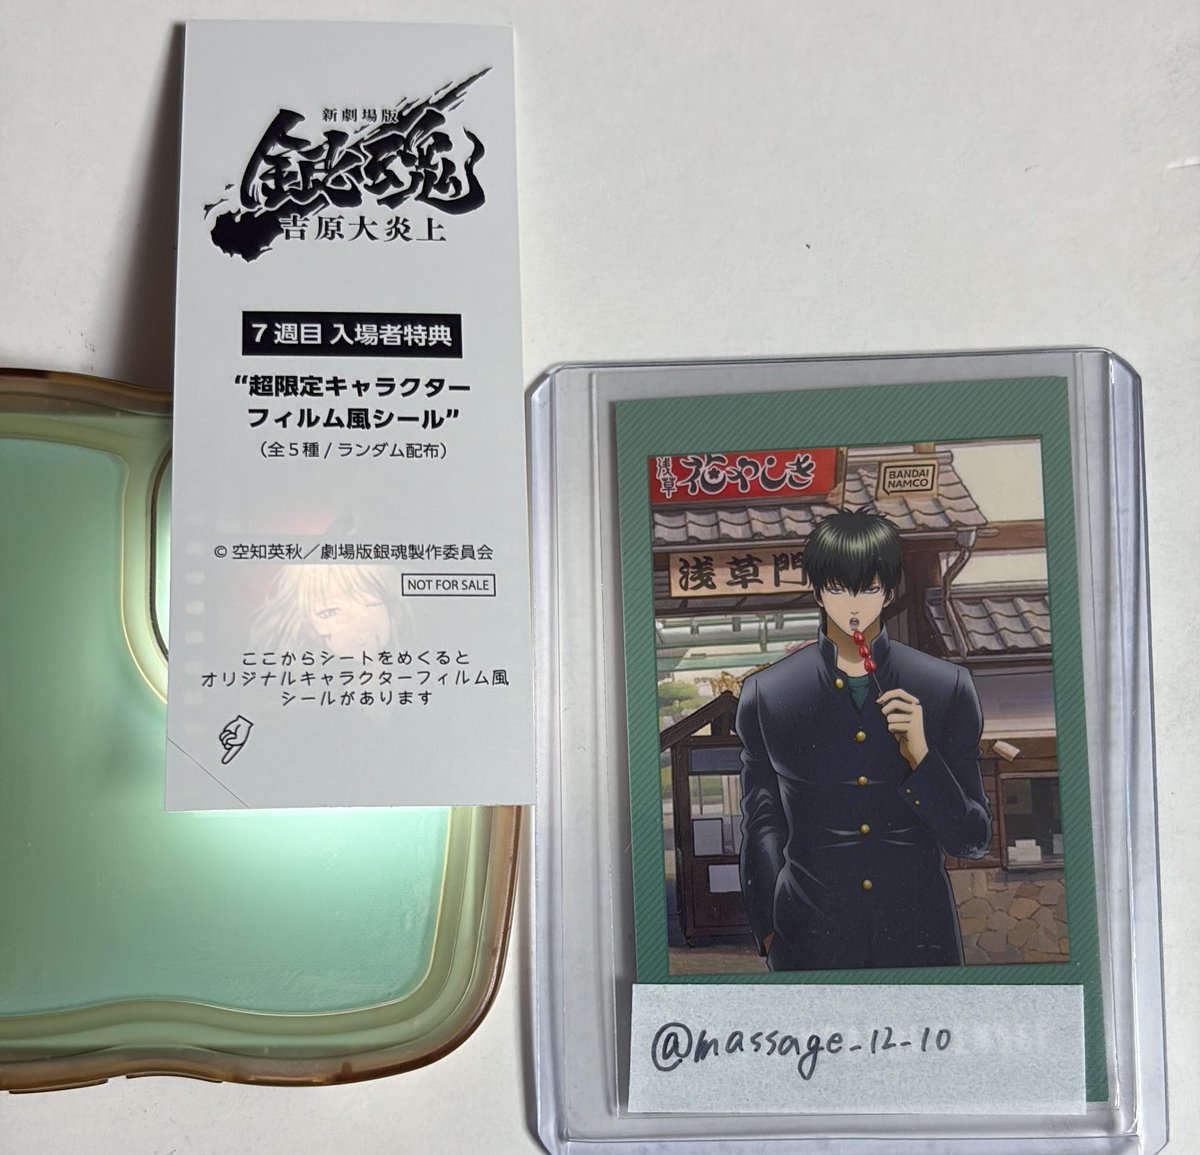 新劇場版
銀魂
吉原大炎上
7週目 入場者特典
“超限定キャラクター
フィルム風シール”
(全5種 / ランダム配布)
© 空知英秋／劇場版銀魂製作委員会
NOT FOR SALE
ここからシートをめくると
オリジナルキャラクターフィルム風
シールがあります
浅草
花やしき
BANDAI
NAMCO
浅草門
@massage_12_10